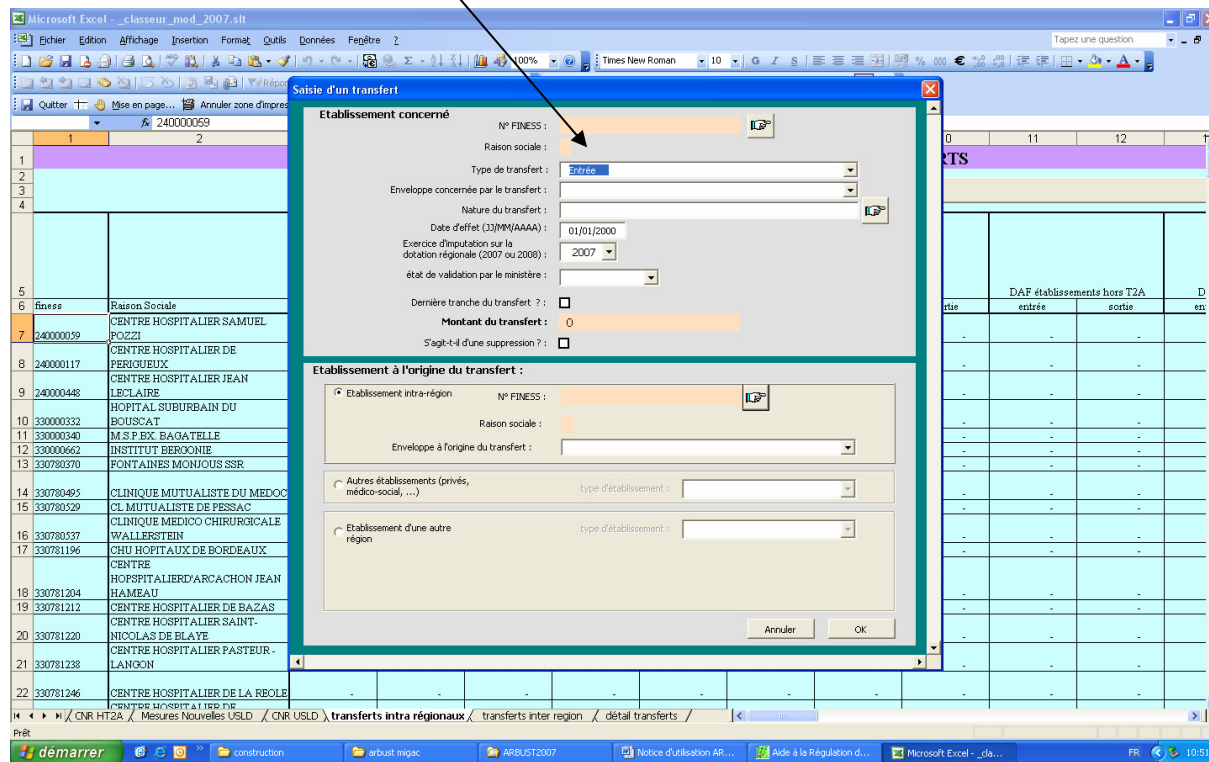 Microsoft Excel - _classeur_mod_2007.slt
Fichier Edition Affichage Insertion Format Outils Données Fenêtre ?
Tapez une question
100% Times New Roman 10 G I S % 000 €
Répon
Quitter Mise en page... Annuler zone d'impres
fx 240000059
1 2 0 11 12 1
1 RTS
2
3
4
5 DAF établissements hors T2A D
6 finess Raison Sociale rtie entrée sortie en
CENTRE HOSPITALIER SAMUEL
7 240000059 POZZI - - -
CENTRE HOSPITALIER DE
8 240000117 PERIGUEUX - - -
CENTRE HOSPITALIER JEAN
9 240000448 LECLAIRE - - -
HOPITAL SUBURBAIN DU
10 330000332 BOUSCAT - - -
11 330000340 M.S.P.BX. BAGATELLE - - -
12 330000662 INSTITUT BERGONIE - - -
13 330780370 FONTAINES MONJOUS SSR - - -
14 330780495 CLINIQUE MUTUALISTE DU MEDOC - - -
15 330780529 CL MUTUALISTE DE PESSAC - - -
CLINIQUE MEDICO CHIRURGICALE
16 330780537 WALLERSTEIN - - -
17 330781196 CHU HOPITAUX DE BORDEAUX - - -
CENTRE
HOPSPITALIERD'ARCACHON JEAN
18 330781204 HAMEAU - - -
19 330781212 CENTRE HOSPITALIER DE BAZAS - - -
CENTRE HOSPITALIER SAINT-
20 330781220 NICOLAS DE BLAYE - - -
CENTRE HOSPITALIER PASTEUR -
21 330781238 LANGON - - -
22 330781246 CENTRE HOSPITALIER DE LA REOLE - - - - - - - - -
CENTRE HOSPITALIER DE
Saisie d'un transfert
Etablissement concerné
N° FINESS :
Raison sociale :
Type de transfert : Entrée
Enveloppe concernée par le transfert :
Nature du transfert :
Date d'effet (JJ/MM/AAAA) : 01/01/2000
Exercice d'imputation sur la
dotation régionale (2007 ou 2008) : 2007
état de validation par le ministère :
Dernière tranche du transfert ? :
Montant du transfert : 0
S'agit-t-il d'une suppression ? :
Etablissement à l'origine du transfert :
Etablissement intra-région N° FINESS :
Raison sociale :
Enveloppe à l'origine du transfert :
Autres établissements (privés,
médico-social, ...) type d'établissement :
Etablissement d'une autre
région type d'établissement :
Annuler OK
CNR HT2A / Mesures Nouvelles USLD / CNR USLD \ transferts intra régionaux / transferts inter region / détail transferts /
Prêt
démarrer construction arbust migac ARBUST2007 Notice d'utilisation AR... Aide à la Régulation d... Microsoft Excel - _cla... FR 10:51